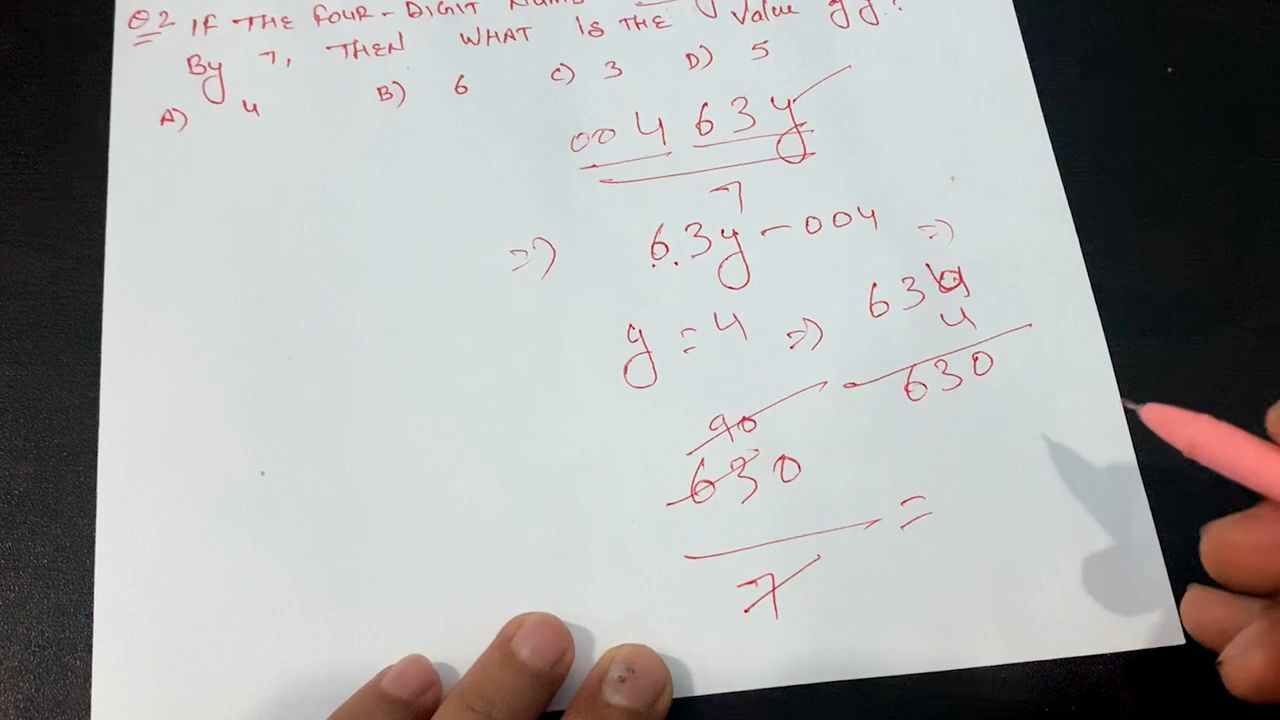 Q2 IF THE FOUR-DIGIT
By 7, THEN WHAT IS THE Value of y?
A) 4 B) 6 C) 3 D) 5
004 63y
7
=> 63y - 004 =>
y = 4 => 634
4
630
90
630
7 =